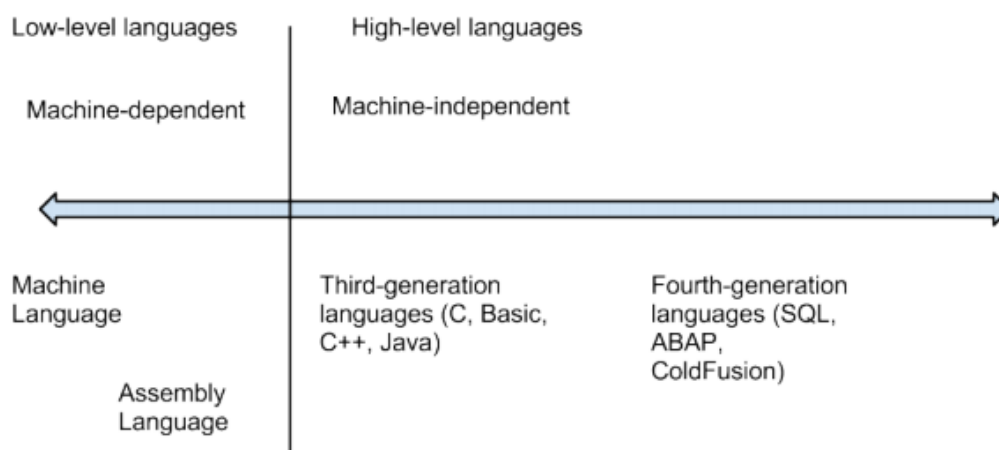 Low-level languages
High-level languages
Machine-dependent
Machine-independent
Machine
Language
Assembly
Language
Third-generation
languages (C, Basic,
C++, Java)
Fourth-generation
languages (SQL,
ABAP,
ColdFusion)